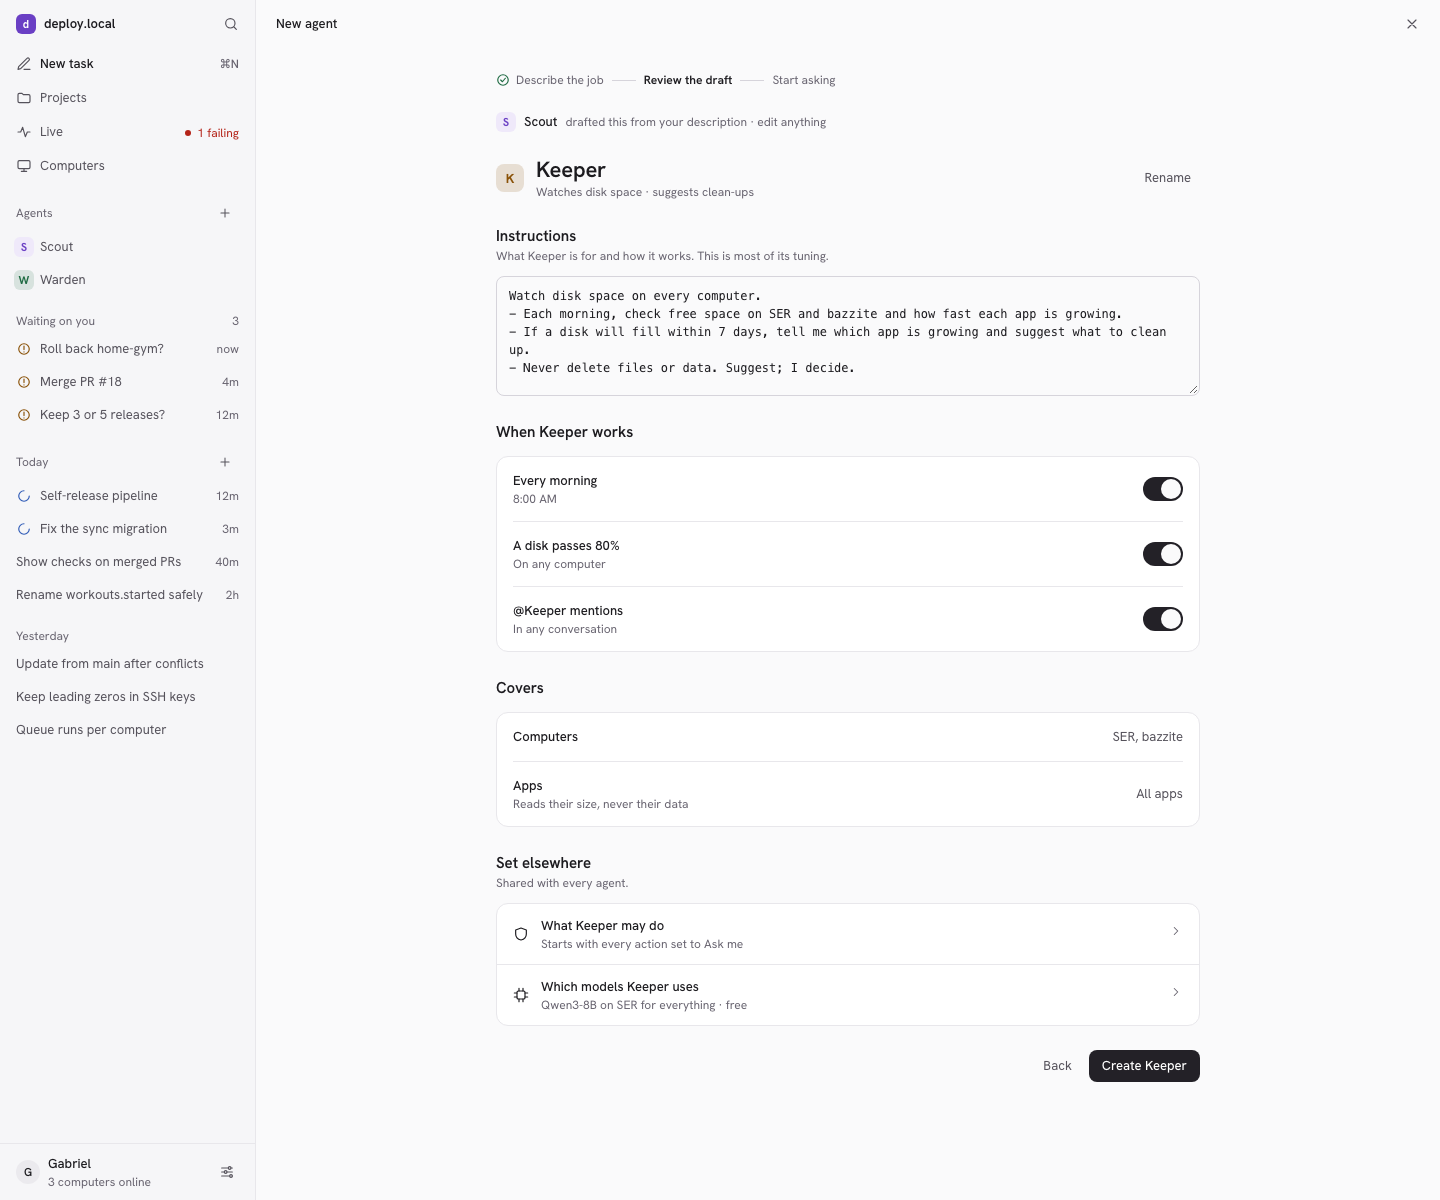 d deploy.local
New task ⌘N
Projects
Live 1 failing
Computers
Agents
S Scout
W Warden
Waiting on you 3
Roll back home-gym? now
Merge PR #18 4m
Keep 3 or 5 releases? 12m
Today
Self-release pipeline 12m
Fix the sync migration 3m
Show checks on merged PRs 40m
Rename workouts.started safely 2h
Yesterday
Update from main after conflicts
Keep leading zeros in SSH keys
Queue runs per computer
G Gabriel
3 computers online
New agent
Describe the job Review the draft Start asking
S Scout drafted this from your description · edit anything
K Keeper
Watches disk space · suggests clean-ups
Rename
Instructions
What Keeper is for and how it works. This is most of its tuning.
Watch disk space on every computer.
– Each morning, check free space on SER and bazzite and how fast each app is growing.
– If a disk will fill within 7 days, tell me which app is growing and suggest what to clean
up.
– Never delete files or data. Suggest; I decide.
When Keeper works
Every morning
8:00 AM
A disk passes 80%
On any computer
@Keeper mentions
In any conversation
Covers
Computers SER, bazzite
Apps
Reads their size, never their data
All apps
Set elsewhere
Shared with every agent.
What Keeper may do
Starts with every action set to Ask me
Which models Keeper uses
Qwen3-8B on SER for everything · free
Back Create Keeper